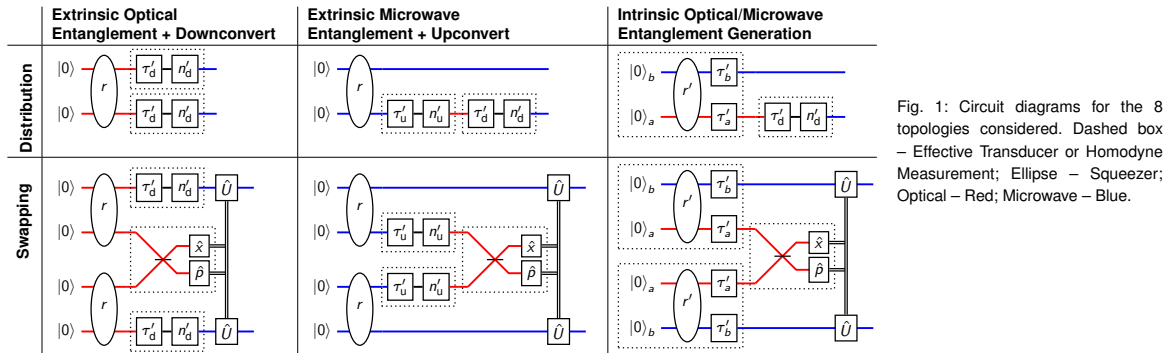 Extrinsic Optical
Entanglement + Downconvert
Extrinsic Microwave
Entanglement + Upconvert
Intrinsic Optical/Microwave
Entanglement Generation
Distribution
|0⟩ r τ′d n′d
|0⟩ τ′d n′d
|0⟩ r
|0⟩ τ′u n′u τ′d n′d
|0⟩b r′ τ′b
|0⟩a τ′a τ′d n′d
Swapping
|0⟩ r τ′d n′d Û
|0⟩ x̂
p̂
|0⟩ r
|0⟩ τ′d n′d Û
|0⟩ r Û
|0⟩ τ′u n′u x̂
p̂
|0⟩ r τ′u n′u
|0⟩ Û
|0⟩b r′ τ′b Û
|0⟩a τ′a x̂
p̂
|0⟩a r′ τ′a
|0⟩b τ′b Û
Fig. 1: Circuit diagrams for the 8
topologies considered. Dashed box
– Effective Transducer or Homodyne
Measurement; Ellipse – Squeezer;
Optical – Red; Microwave – Blue.